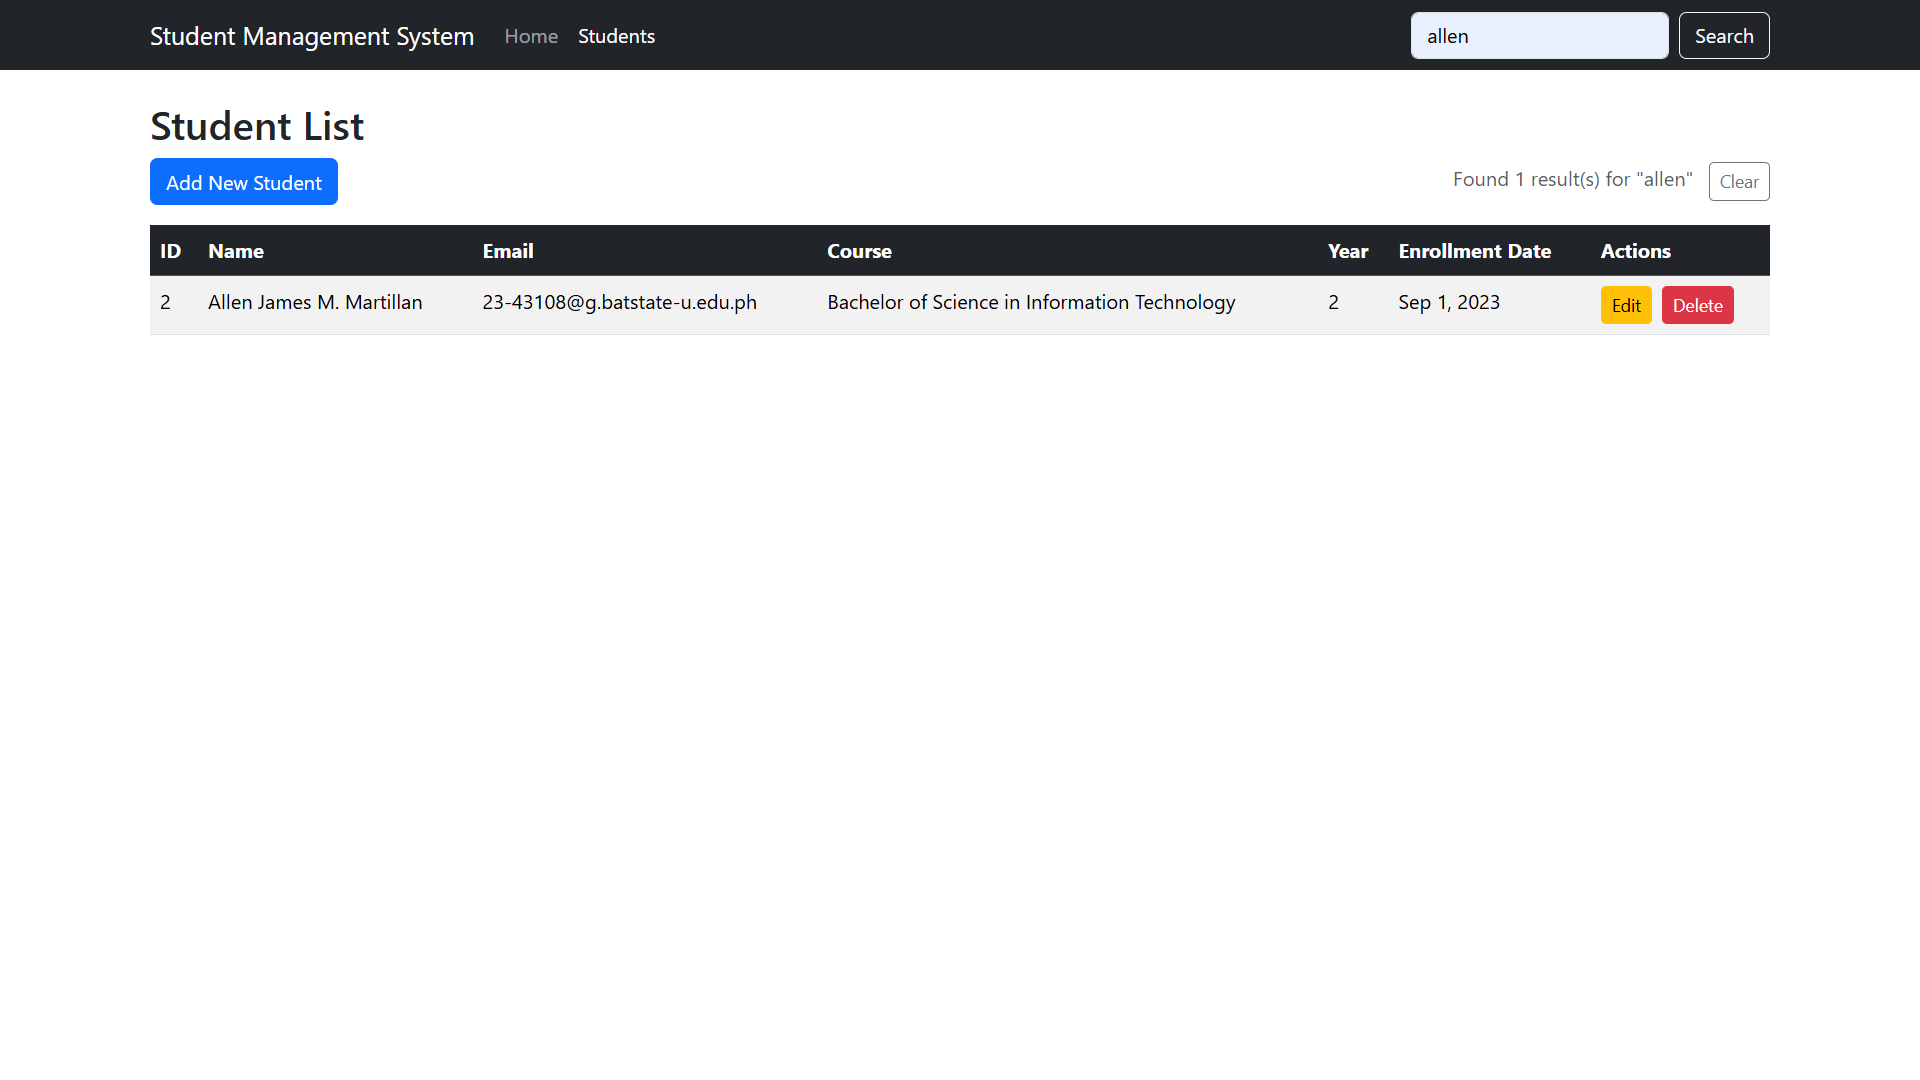 Student Management System Home Students allen Search
Student List
Add New Student Found 1 result(s) for "allen" Clear
ID Name Email Course Year Enrollment Date Actions
2 Allen James M. Martillan 23-43108@g.batstate-u.edu.ph Bachelor of Science in Information Technology 2 Sep 1, 2023 Edit Delete